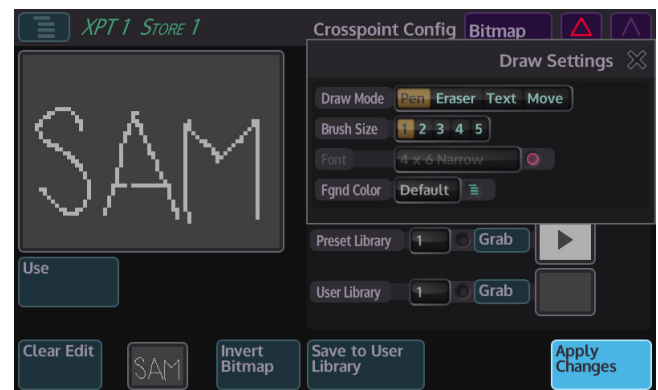 XPT 1 STORE 1
Crosspoint Config Bitmap
Draw Settings
SAM
Draw Mode Pen Eraser Text Move
Brush Size 1 2 3 4 5
Font 4 x 6 Narrow
Fgnd Color Default
Preset Library 1 Grab
Use
User Library 1 Grab
Clear Edit
SAM
Invert
Bitmap
Save to User
Library
Apply
Changes